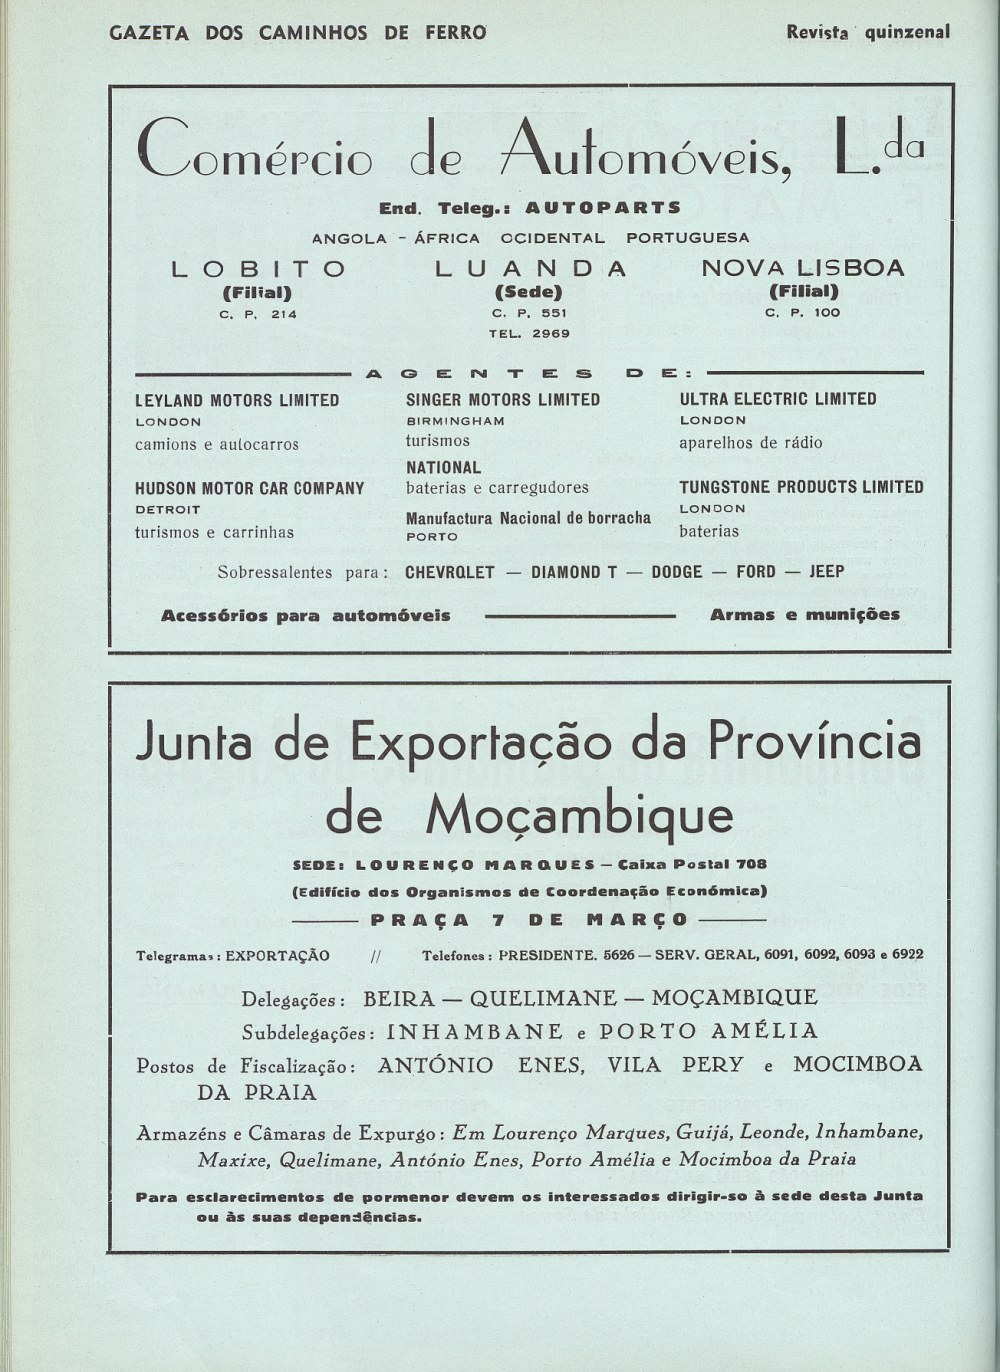 GAZETA DOS CAMINHOS DE FERRO
Revista quinzenal
Comércio de Automóveis, L.da
End. Teleg.: AUTOPARTS
ANGOLA - ÁFRICA OCIDENTAL PORTUGUESA
LOBITO
(Filial)
C. P. 214
LUANDA
(Sede)
C. P. 551
TEL. 2969
NOVA LISBOA
(Filial)
C. P. 100
AGENTES DE:
LEYLAND MOTORS LIMITED
LONDON
camions e autocarros
HUDSON MOTOR CAR COMPANY
DETROIT
turismos e carrinhas
SINGER MOTORS LIMITED
BIRMINGHAM
turismos
NATIONAL
baterias e carregudores
Manufactura Nacional de borracha
PORTO
ULTRA ELECTRIC LIMITED
LONDON
aparelhos de rádio
TUNGSTONE PRODUCTS LIMITED
LONDON
baterias
Sobressalentes para: CHEVROLET — DIAMOND T — DODGE — FORD — JEEP
Acessórios para automóveis — Armas e munições
Junta de Exportação da Província
de Moçambique
SEDE: LOURENÇO MARQUES — Caixa Postal 708
(Edifício dos Organismos de Coordenação Económica)
PRAÇA 7 DE MARÇO
Telegramas: EXPORTAÇÃO // Telefones: PRESIDENTE. 5626 — SERV. GERAL, 6091, 6092, 6093 e 6922
Delegações: BEIRA — QUELIMANE — MOÇAMBIQUE
Subdelegações: INHAMBANE e PORTO AMÉLIA
Postos de Fiscalização: ANTÓNIO ENES, VILA PERY e MOCIMBOA
DA PRAIA
Armazéns e Câmaras de Expurgo: Em Lourenço Marques, Guijá, Leonde, Inhambane,
Maxixe, Quelimane, António Enes, Porto Amélia e Mocimboa da Praia
Para esclarecimentos de pormenor devem os interessados dirigir-so à sede desta Junta
ou às suas dependências.